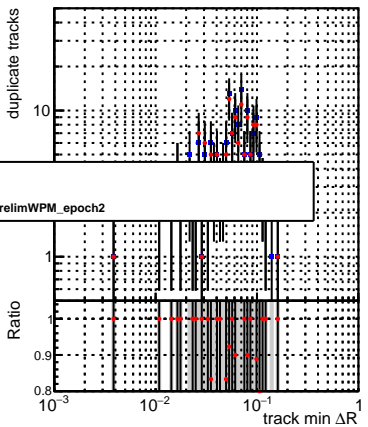 duplicate tracks
10
1
relimWPM_epoch2
Ratio
1
0.9
0.8
10⁻³ 10⁻² 10⁻¹ 1
track min ΔR